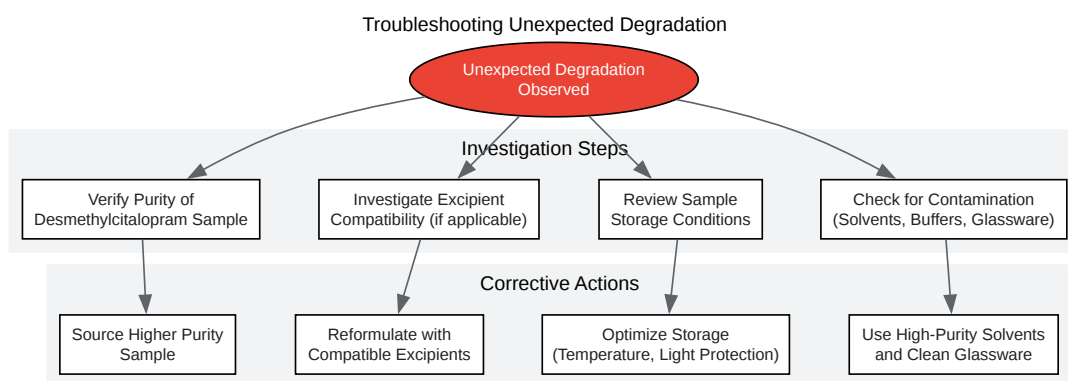 Troubleshooting Unexpected Degradation
Unexpected Degradation
Observed
Investigation Steps
Verify Purity of
Desmethylcitalopram Sample
Investigate Excipient
Compatibility (if applicable)
Review Sample
Storage Conditions
Check for Contamination
(Solvents, Buffers, Glassware)
Corrective Actions
Source Higher Purity
Sample
Reformulate with
Compatible Excipients
Optimize Storage
(Temperature, Light Protection)
Use High-Purity Solvents
and Clean Glassware